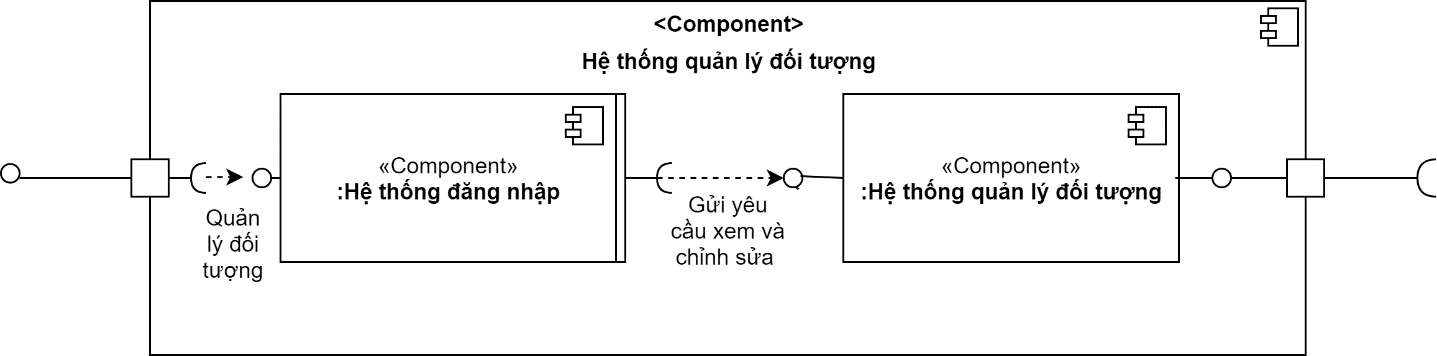 <Component>
Hệ thống quản lý đối tượng
«Component»
:Hệ thống đăng nhập
«Component»
:Hệ thống quản lý đối tượng
Quản
lý đối
tượng
Gửi yêu
cầu xem và
chỉnh sửa